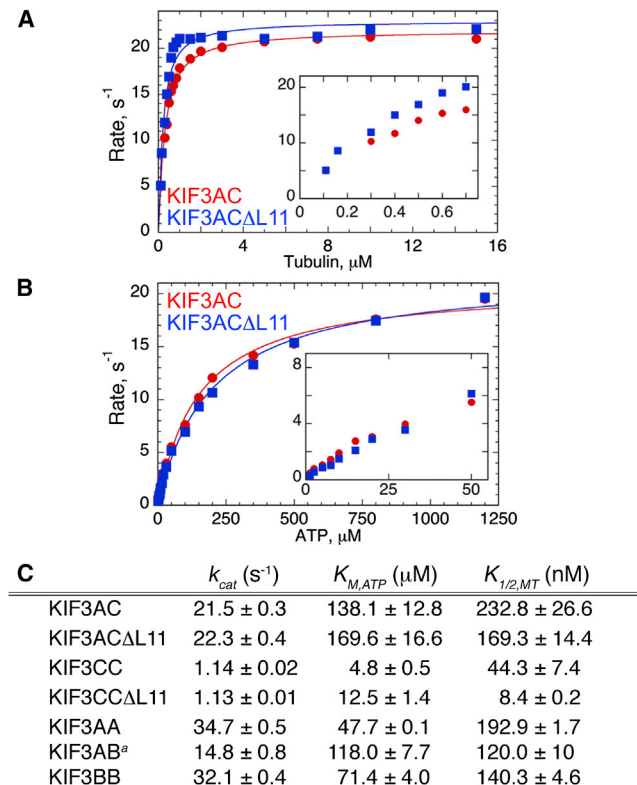 A
Rate, s-1
25
20
15
10
5
0
KIF3AC
KIF3ACΔL11
20
10
0
0 0.2 0.4 0.6
0 4 8 12 16
Tubulin, μM
B
Rate, s-1
20
15
10
5
0
KIF3AC
KIF3ACΔL11
8
4
0
0 25 50
0 250 500 750 1000 1250
ATP, μM
C
kcat (s-1) KM,ATP (μM) K1/2,MT (nM)
KIF3AC 21.5 ± 0.3 138.1 ± 12.8 232.8 ± 26.6
KIF3ACΔL11 22.3 ± 0.4 169.6 ± 16.6 169.3 ± 14.4
KIF3CC 1.14 ± 0.02 4.8 ± 0.5 44.3 ± 7.4
KIF3CCΔL11 1.13 ± 0.01 12.5 ± 1.4 8.4 ± 0.2
KIF3AA 34.7 ± 0.5 47.7 ± 0.1 192.9 ± 1.7
KIF3ABa 14.8 ± 0.8 118.0 ± 7.7 120.0 ± 10
KIF3BB 32.1 ± 0.4 71.4 ± 4.0 140.3 ± 4.6